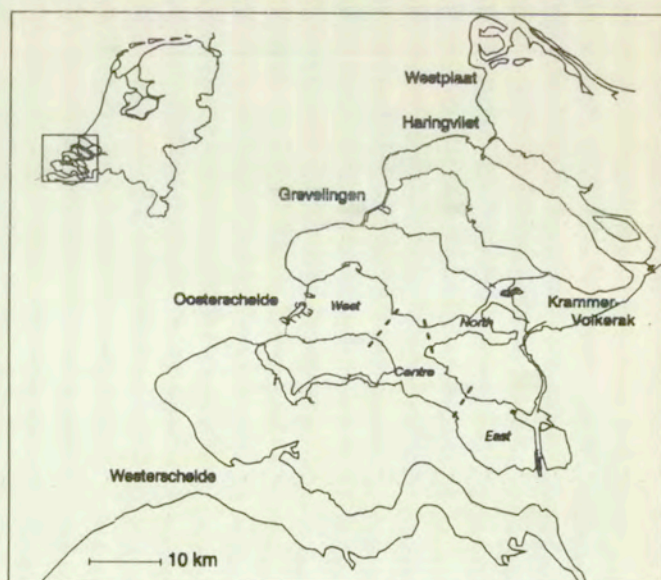 Westplaat
Haringvliet
Grevelingen
Oosterschelde
West
North
Krammer-
Volkerak
Centre
East
Westerschelde
10 km